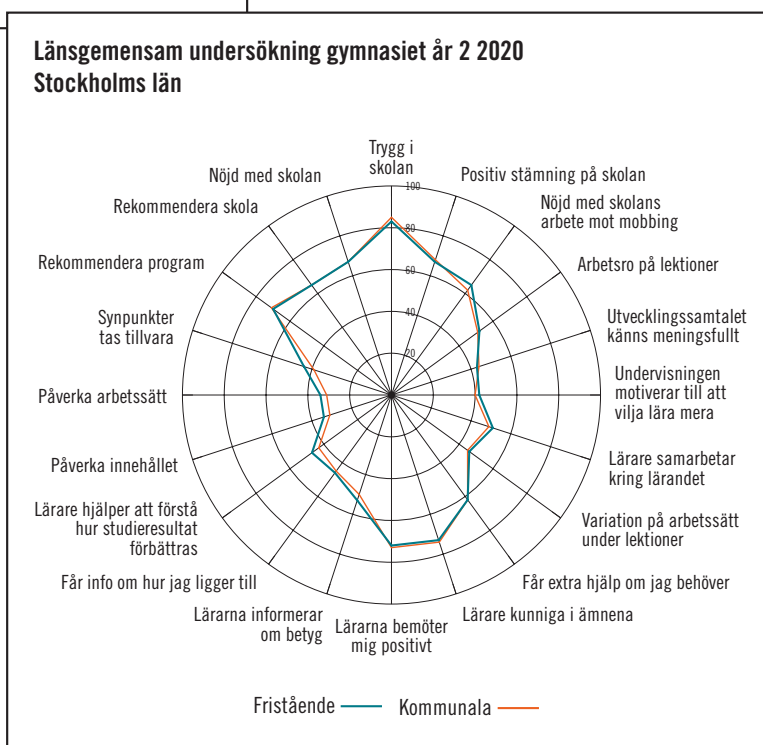 Länsgemensam undersökning gymnasiet år 2 2020
Stockholms län
Trygg i
skolan
Positiv stämning på skolan
Nöjd med skolans
arbete mot mobbing
Arbetsro på lektioner
Utvecklingssamtalet
känns meningsfullt
Undervisningen
motiverar till att
vilja lära mera
Lärare samarbetar
kring lärandet
Variation på arbetssätt
under lektioner
Får extra hjälp om jag behöver
Lärare kunniga i ämnena
Lärarna bemöter
mig positivt
Lärarna informerar
om betyg
Får info om hur jag ligger till
Lärare hjälper att förstå
hur studieresultat
förbättras
Påverka innehållet
Påverka arbetssätt
Synpunkter
tas tillvara
Rekommendera program
Rekommendera skola
Nöjd med skolan
100
80
60
40
20
Fristående
Kommunala